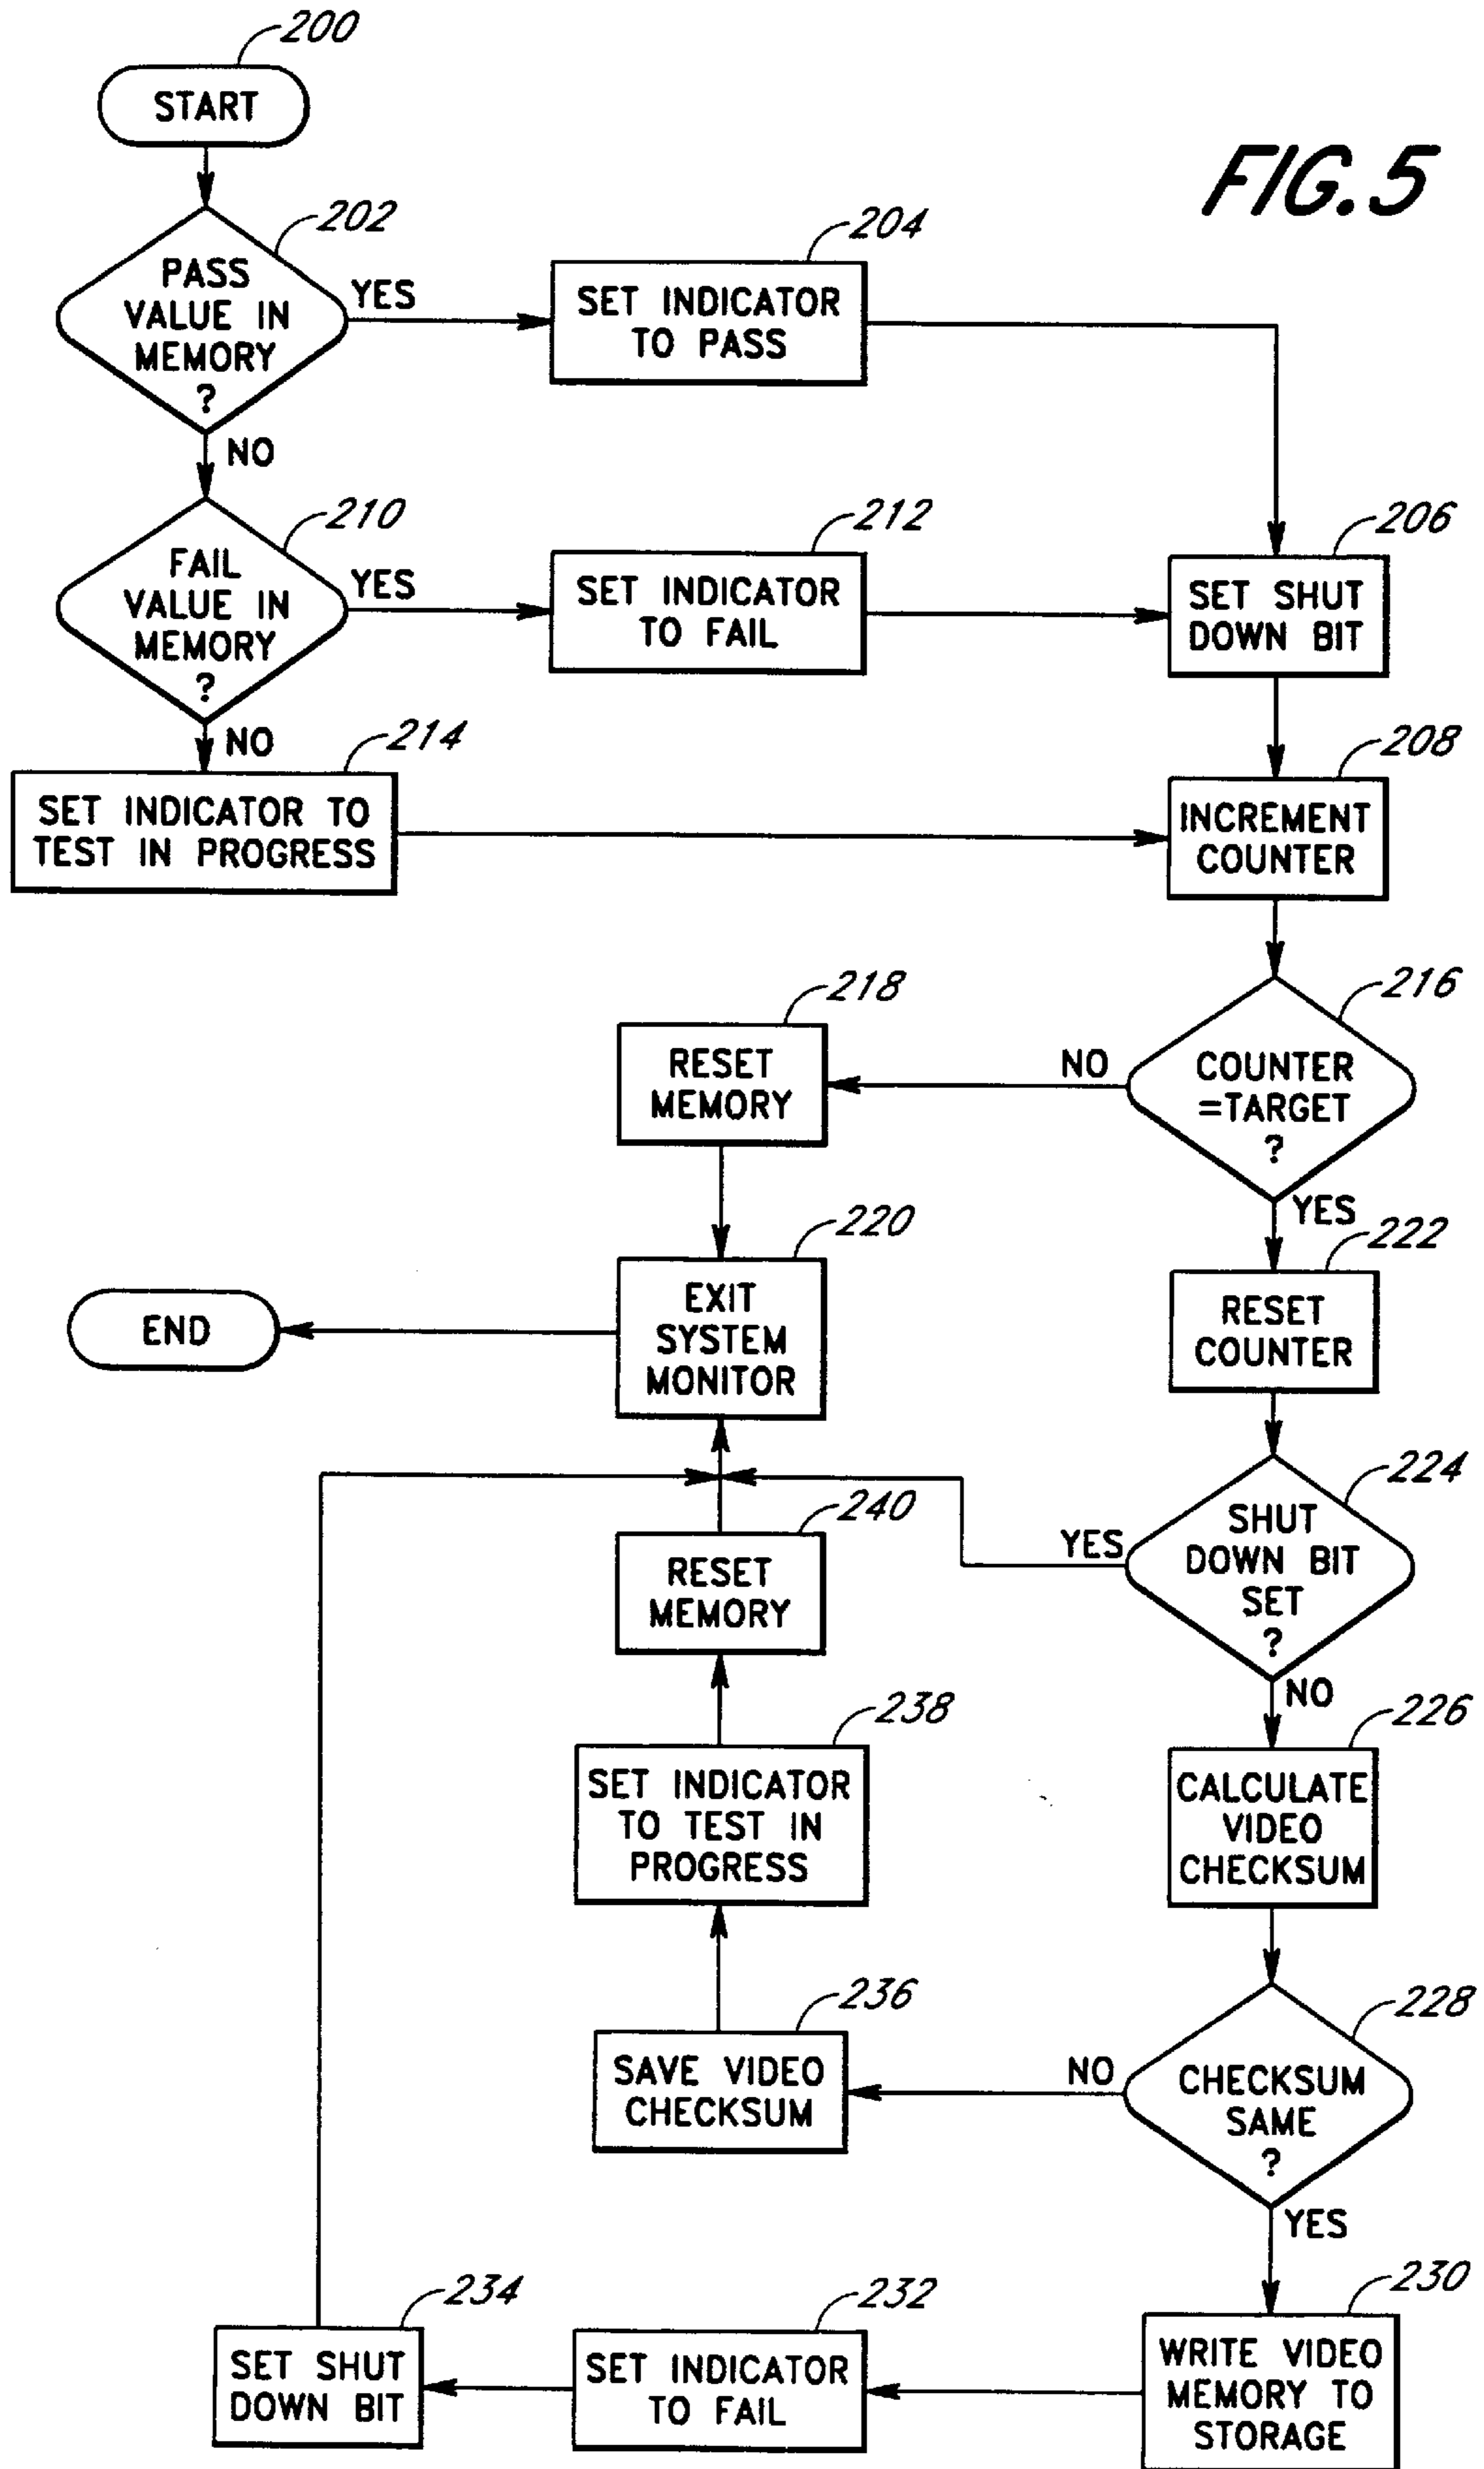 200
START
FIG. 5
202
PASS
VALUE IN
MEMORY
?
YES
204
SET INDICATOR
TO PASS
NO
210
FAIL
VALUE IN
MEMORY
?
YES
212
SET INDICATOR
TO FAIL
206
SET SHUT
DOWN BIT
NO
214
SET INDICATOR TO
TEST IN PROGRESS
208
INCREMENT
COUNTER
218
RESET
MEMORY
NO
216
COUNTER
=TARGET
?
YES
220
EXIT
SYSTEM
MONITOR
END
222
RESET
COUNTER
224
SHUT
DOWN BIT
SET
?
YES
NO
240
RESET
MEMORY
238
SET INDICATOR
TO TEST IN
PROGRESS
226
CALCULATE
VIDEO
CHECKSUM
236
SAVE VIDEO
CHECKSUM
NO
228
CHECKSUM
SAME
?
YES
234
SET SHUT
DOWN BIT
232
SET INDICATOR
TO FAIL
230
WRITE VIDEO
MEMORY TO
STORAGE